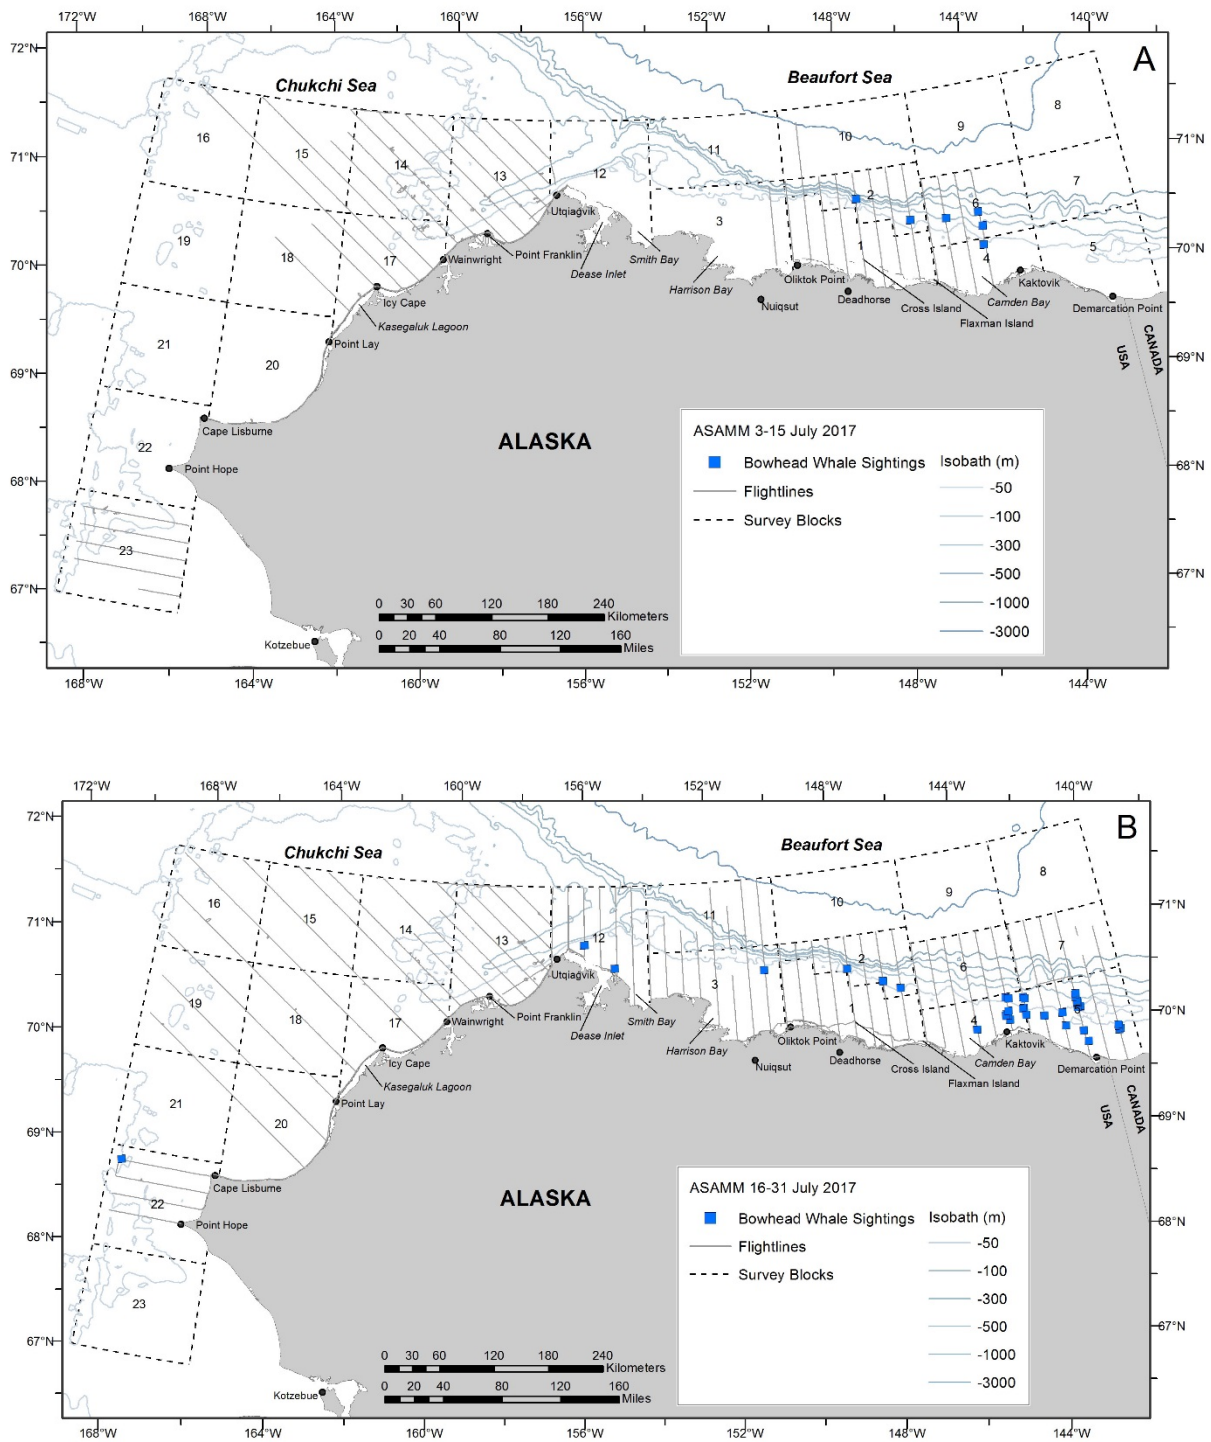 172°W 168°W 164°W 160°W 156°W 152°W 148°W 144°W 140°W
A
72°N
71°N
70°N
69°N
68°N
67°N
71°N
70°N
69°N
68°N
67°N
Chukchi Sea
Beaufort Sea
16
15
14
13
12
11
10
9
8
7
6
5
4
3
2
1
19
18
17
21
20
22
23
Utqiaġvik
Dease Inlet
Smith Bay
Harrison Bay
Point Franklin
Wainwright
Icy Cape
Kasegaluk Lagoon
Point Lay
Cape Lisburne
Point Hope
Kotzebue
Oliktok Point
Nuiqsut
Deadhorse
Cross Island
Flaxman Island
Camden Bay
Kaktovik
Demarcation Point
USA
CANADA
ALASKA
ASAMM 3-15 July 2017
Bowhead Whale Sightings
Flightlines
Survey Blocks
Isobath (m)
-50
-100
-300
-500
-1000
-3000
0 30 60 120 180 240
Kilometers
0 20 40 80 120 160
Miles
168°W 164°W 160°W 156°W 152°W 148°W 144°W
172°W 168°W 164°W 160°W 156°W 152°W 148°W 144°W 140°W
B
72°N
71°N
70°N
69°N
68°N
67°N
71°N
70°N
69°N
68°N
67°N
Chukchi Sea
Beaufort Sea
16
15
14
13
12
11
10
9
8
7
6
4
3
2
19
18
17
21
20
22
23
Utqiaġvik
Dease Inlet
Smith Bay
Harrison Bay
Point Franklin
Wainwright
Icy Cape
Kasegaluk Lagoon
Point Lay
Cape Lisburne
Point Hope
Kotzebue
Oliktok Point
Nuiqsut
Deadhorse
Cross Island
Flaxman Island
Camden Bay
Kaktovik
Demarcation Point
USA
CANADA
ALASKA
ASAMM 16-31 July 2017
Bowhead Whale Sightings
Flightlines
Survey Blocks
Isobath (m)
-50
-100
-300
-500
-1000
-3000
0 30 60 120 180 240
Kilometers
0 20 40 80 120 160
Miles
168°W 164°W 160°W 156°W 152°W 148°W 144°W